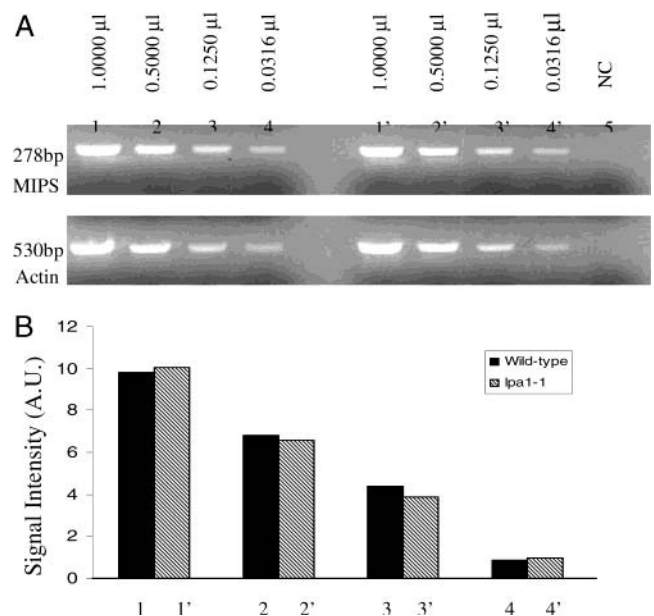 A
1.0000 µl
0.5000 µl
0.1250 µl
0.0316 µl
1.0000 µl
0.5000 µl
0.1250 µl
0.0316 µl
NC
1 2 3 4 1' 2' 3' 4' 5
278bp
MIPS
530bp
Actin
B
Signal Intensity (A.U.)
12
10
8
6
4
2
0
Wild-type
lpa1-1
1 1' 2 2' 3 3' 4 4'